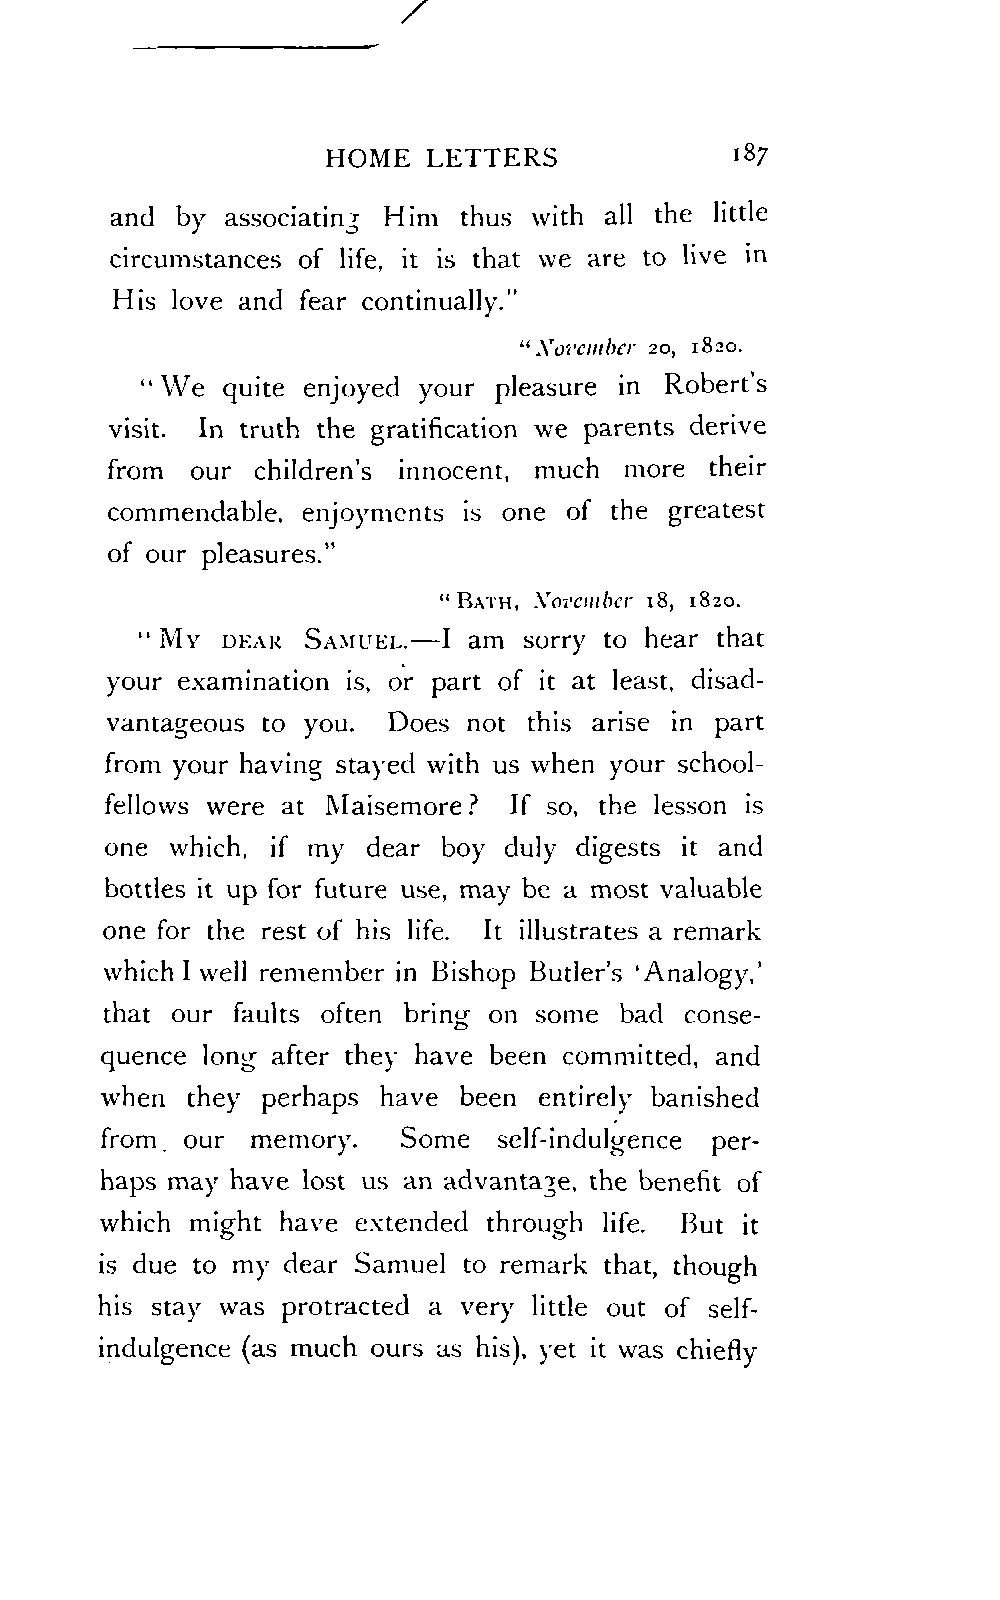 HOME LETTERS 187
and by associating Him thus with all the little
circumstances of life, it is that we are to live in
His love and fear continually."
"November 20, 1820.
"We quite enjoyed your pleasure in Robert's
visit. In truth the gratification we parents derive
from our children's innocent, much more their
commendable, enjoyments is one of the greatest
of our pleasures."
"BATH, November 18, 1820.
"MY DEAR SAMUEL.—I am sorry to hear that
your examination is, or part of it at least, disad-
vantageous to you. Does not this arise in part
from your having stayed with us when your school-
fellows were at Maisemore? If so, the lesson is
one which, if my dear boy duly digests it and
bottles it up for future use, may be a most valuable
one for the rest of his life. It illustrates a remark
which I well remember in Bishop Butler's 'Analogy,'
that our faults often bring on some bad conse-
quence long after they have been committed, and
when they perhaps have been entirely banished
from our memory. Some self-indulgence per-
haps may have lost us an advantage, the benefit of
which might have extended through life. But it
is due to my dear Samuel to remark that, though
his stay was protracted a very little out of self-
indulgence (as much ours as his), yet it was chiefly